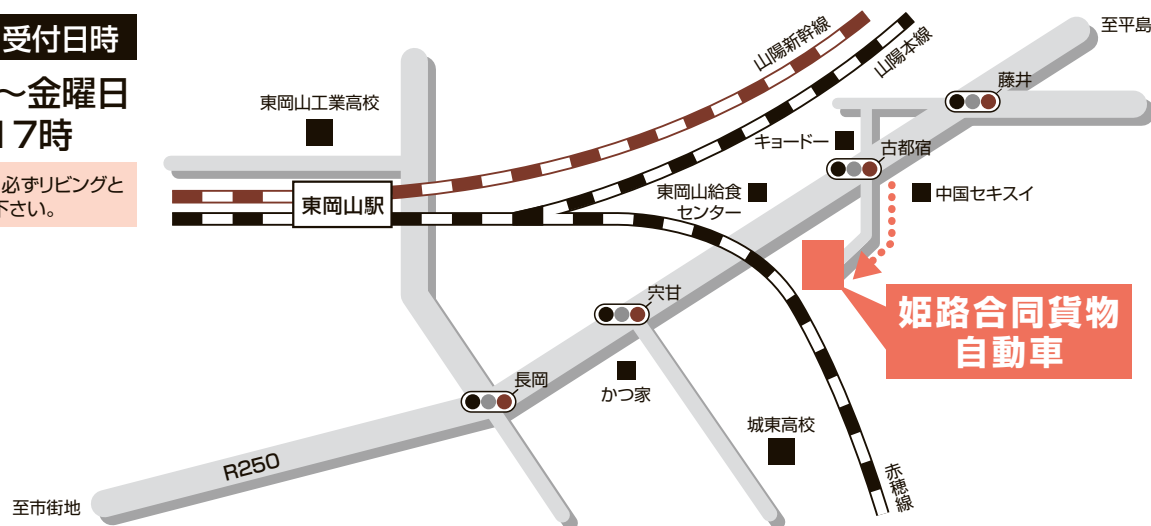 受付日時
～金曜日
17時
必ずリビングと
下さい。
東岡山工業高校
東岡山駅
山陽新幹線
山陽本線
至平島
藤井
キョードー
古都宿
東岡山給食
センター
中国セキスイ
姫路合同貨物
自動車
宍甘
長岡
かつ家
城東高校
赤穂線
R250
至市街地